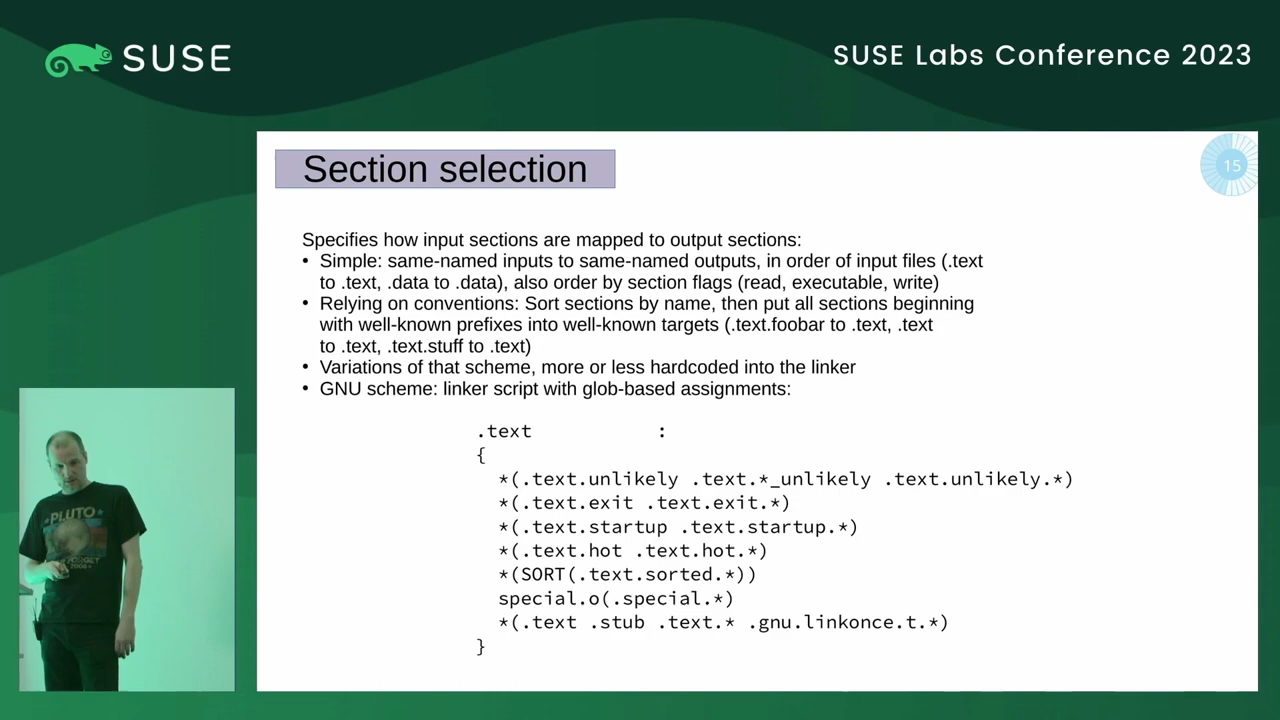 SUSE
SUSE Labs Conference 2023
Section selection
15
Specifies how input sections are mapped to output sections:
• Simple: same-named inputs to same-named outputs, in order of input files (.text
to .text, .data to .data), also order by section flags (read, executable, write)
• Relying on conventions: Sort sections by name, then put all sections beginning
with well-known prefixes into well-known targets (.text.foobar to .text, .text
to .text, .text.stuff to .text)
• Variations of that scheme, more or less hardcoded into the linker
• GNU scheme: linker script with glob-based assignments:
.text :
{
*(.text.unlikely .text.*_unlikely .text.unlikely.*)
*(.text.exit .text.exit.*)
*(.text.startup .text.startup.*)
*(.text.hot .text.hot.*)
*(SORT(.text.sorted.*))
special.o(.special.*)
*(.text .stub .text.* .gnu.linkonce.t.*)
}
PLUTO